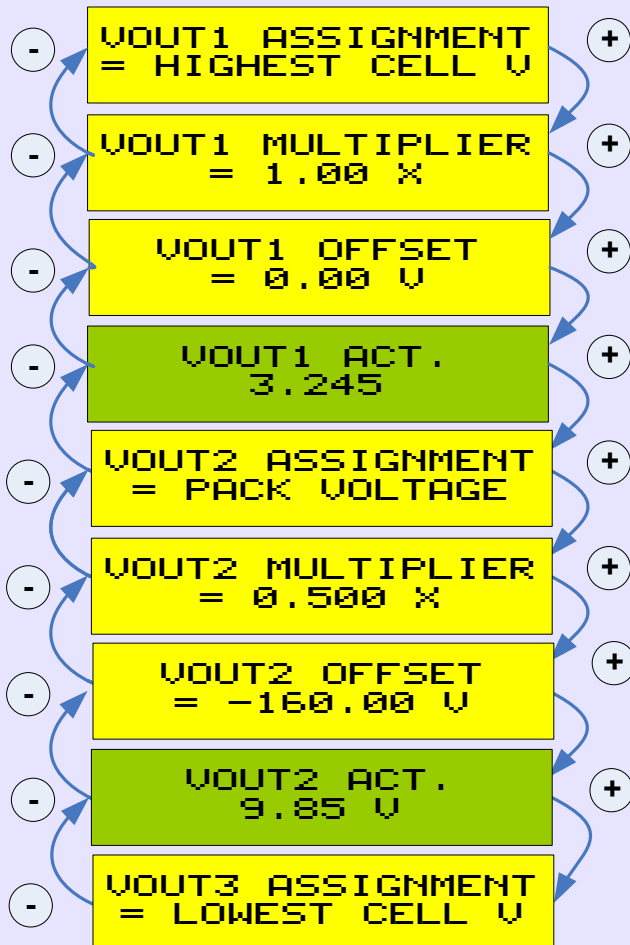 VOUT1 ASSIGNMENT
= HIGHEST CELL V
- +
VOUT1 MULTIPLIER
= 1.00 X
- +
VOUT1 OFFSET
= 0.00 V
- +
VOUT1 ACT.
3.245
- +
VOUT2 ASSIGNMENT
= PACK VOLTAGE
- +
VOUT2 MULTIPLIER
= 0.500 X
- +
VOUT2 OFFSET
= -160.00 V
- +
VOUT2 ACT.
9.85 V
- +
VOUT3 ASSIGNMENT
= LOWEST CELL V
-